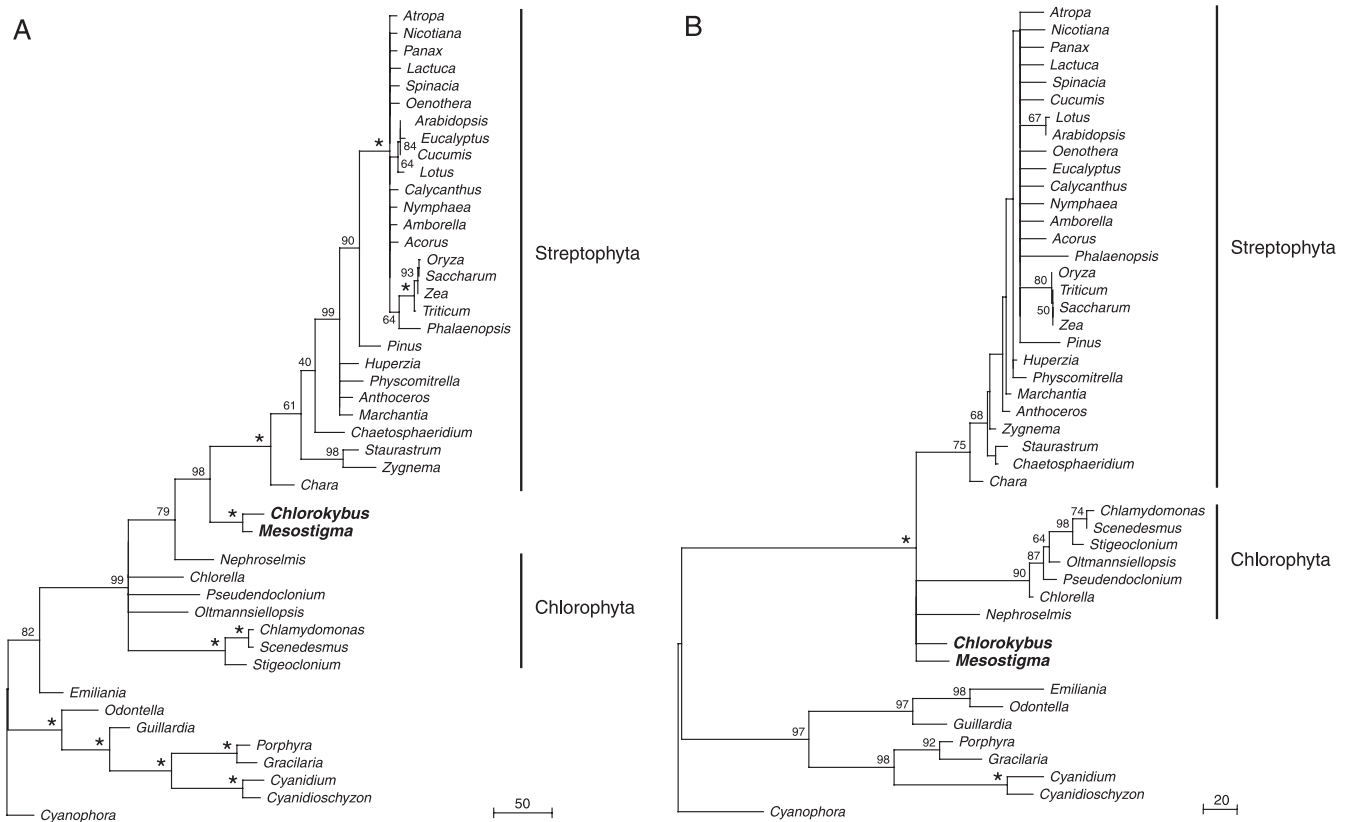 A
Atropa
Nicotiana
Panax
Lactuca
Spinacia
Oenothera
Arabidopsis
*
Eucalyptus
84
Cucumis
64
Lotus
Calycanthus
Nymphaea
Amborella
Acorus
90
Streptophyta
Oryza
93
Saccharum
*
Zea
Triticum
64
Phalaenopsis
99
Pinus
Huperzia
40
Physcomitrella
Anthoceros
61
Marchantia
Chaetosphaeridium
*
Staurastrum
98
Zygnema
98
Chara
*
Chlorokybus
79
Mesostigma
Nephroselmis
99
Chlorella
Pseudendoclonium
Chlorophyta
Oltmannsiellopsis
*
Chlamydomonas
*
Scenedesmus
82
Stigeoclonium
Emiliania
Odontella
*
Guillardia
*
*
Porphyra
*
Gracilaria
*
Cyanidium
Cyanidioschyzon
50
Cyanophora
B
Atropa
Nicotiana
Panax
Lactuca
Spinacia
Cucumis
67
Lotus
Arabidopsis
Oenothera
Eucalyptus
Calycanthus
Nymphaea
Amborella
Acorus
Streptophyta
Phalaenopsis
Oryza
80
Triticum
50
Saccharum
Zea
Pinus
Huperzia
Physcomitrella
Marchantia
Anthoceros
68
Zygnema
75
Staurastrum
Chaetosphaeridium
Chara
74
Chlamydomonas
98
Scenedesmus
64
Stigeoclonium
*
87
Oltmannsiellopsis
Chlorophyta
90
Pseudendoclonium
Chlorella
Nephroselmis
Chlorokybus
Mesostigma
98
Emiliania
97
Odontella
Guillardia
97
92
Porphyra
98
Gracilaria
*
Cyanidium
Cyanidioschyzon
20
Cyanophora